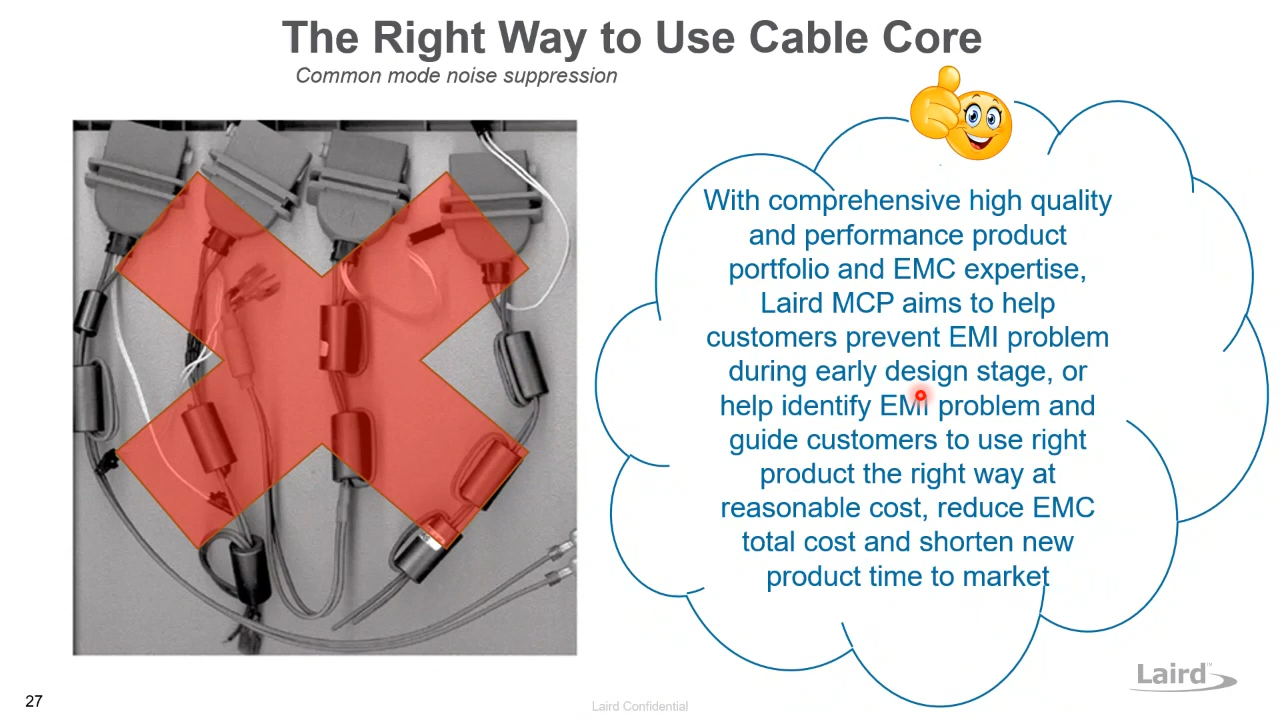 The Right Way to Use Cable Core
Common mode noise suppression
With comprehensive high quality
and performance product
portfolio and EMC expertise,
Laird MCP aims to help
customers prevent EMI problem
during early design stage, or
help identify EMI problem and
guide customers to use right
product the right way at
reasonable cost, reduce EMC
total cost and shorten new
product time to market
Laird™
27
Laird Confidential